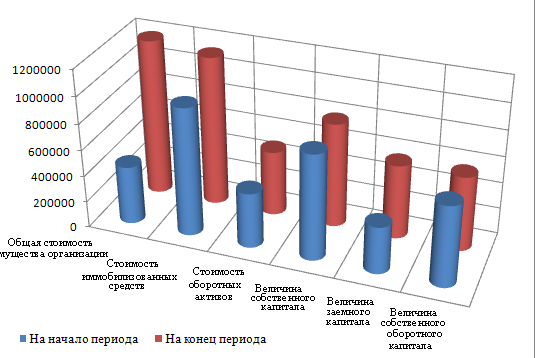 1200000
1000000
800000
600000
400000
200000
0
Общая стоимость
мущества организации
Стоимость
иммобилизованных
средств
Стоимость
оборотных
активов
Величина
собственного
капитала
Величина
заемного
капитала
Величина
собственного
оборотного
капитала
На начало периода
На конец периода